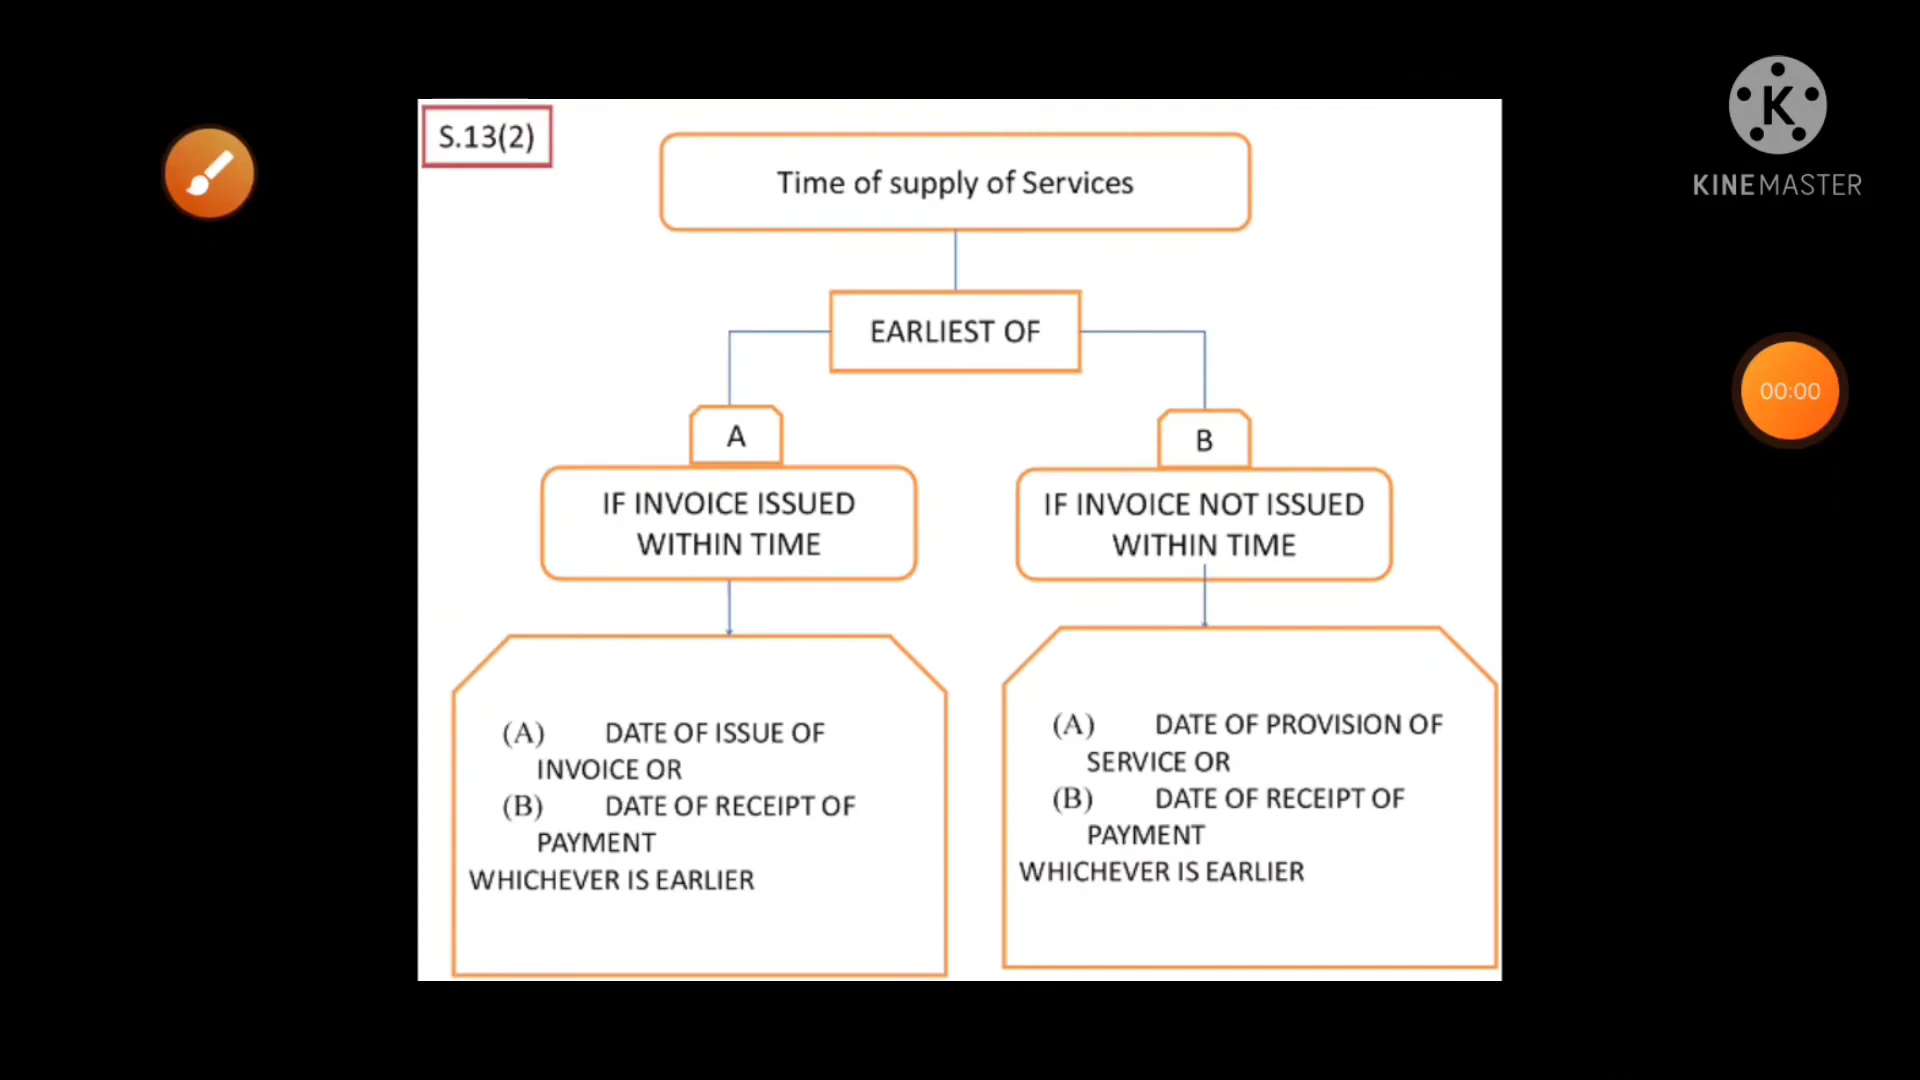 S.13(2)
Time of supply of Services
EARLIEST OF
A
IF INVOICE ISSUED
WITHIN TIME
(A) DATE OF ISSUE OF
INVOICE OR
(B) DATE OF RECEIPT OF
PAYMENT
WHICHEVER IS EARLIER
B
IF INVOICE NOT ISSUED
WITHIN TIME
(A) DATE OF PROVISION OF
SERVICE OR
(B) DATE OF RECEIPT OF
PAYMENT
WHICHEVER IS EARLIER
K
KINEMASTER
00:00